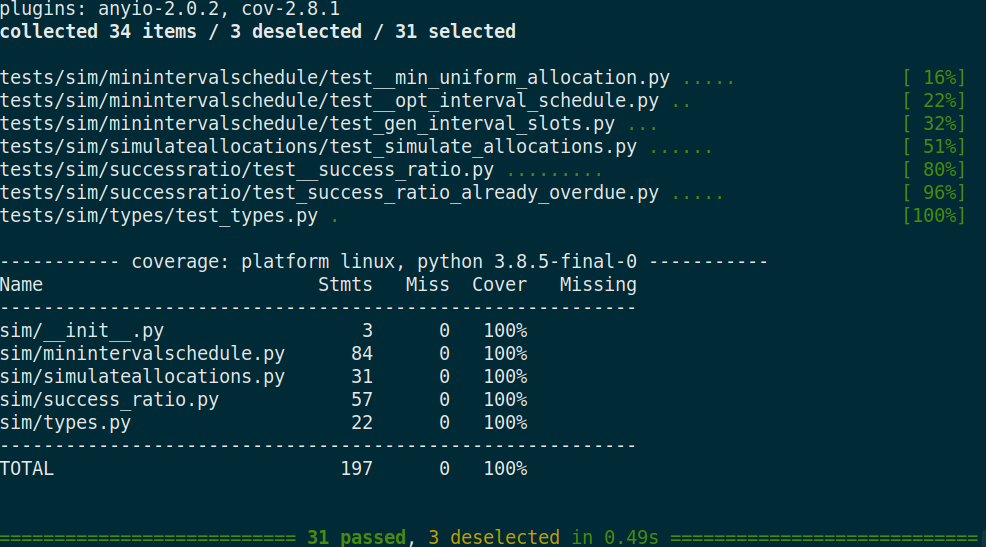 plugins: anyio-2.0.2, cov-2.8.1
collected 34 items / 3 deselected / 31 selected
tests/sim/minintervalschedule/test__min_uniform_allocation.py ..... [ 16%]
tests/sim/minintervalschedule/test__opt_interval_schedule.py .. [ 22%]
tests/sim/minintervalschedule/test_gen_interval_slots.py ... [ 32%]
tests/sim/simulateallocations/test_simulate_allocations.py ...... [ 51%]
tests/sim/successratio/test__success_ratio.py ......... [ 80%]
tests/sim/successratio/test_success_ratio_already_overdue.py ..... [ 96%]
tests/sim/types/test_types.py . [100%]
----------- coverage: platform linux, python 3.8.5-final-0 -----------
Name Stmts Miss Cover Missing
----------------------------------------------------------
sim/__init__.py 3 0 100%
sim/minintervalschedule.py 84 0 100%
sim/simulateallocations.py 31 0 100%
sim/success_ratio.py 57 0 100%
sim/types.py 22 0 100%
----------------------------------------------------------
TOTAL 197 0 100%
=========================== 31 passed, 3 deselected in 0.49s ============================